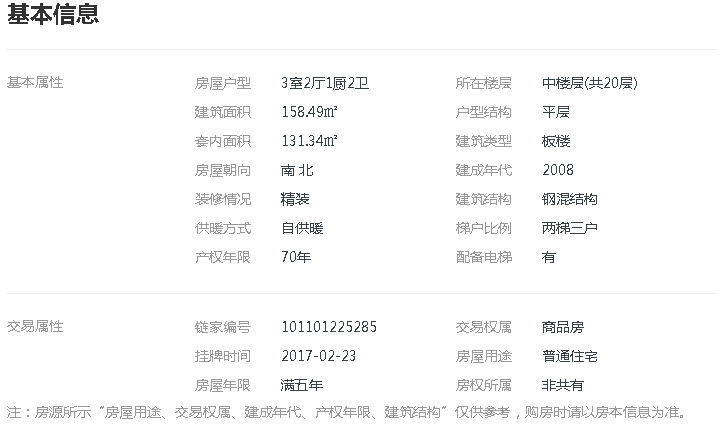 基本信息
基本属性 房屋户型 3室2厅1厨2卫 所在楼层 中楼层(共20层)
建筑面积 158.49㎡ 户型结构 平层
套内面积 131.34㎡ 建筑类型 板楼
房屋朝向 南 北 建成年代 2008
装修情况 精装 建筑结构 钢混结构
供暖方式 自供暖 梯户比例 两梯三户
产权年限 70年 配备电梯 有
交易属性 链家编号 101101225285 交易权属 商品房
挂牌时间 2017-02-23 房屋用途 普通住宅
房屋年限 满五年 房权所属 非共有
注：房源所示“房屋用途、交易权属、建成年代、产权年限、建筑结构”仅供参考，购房时请以房本信息为准。